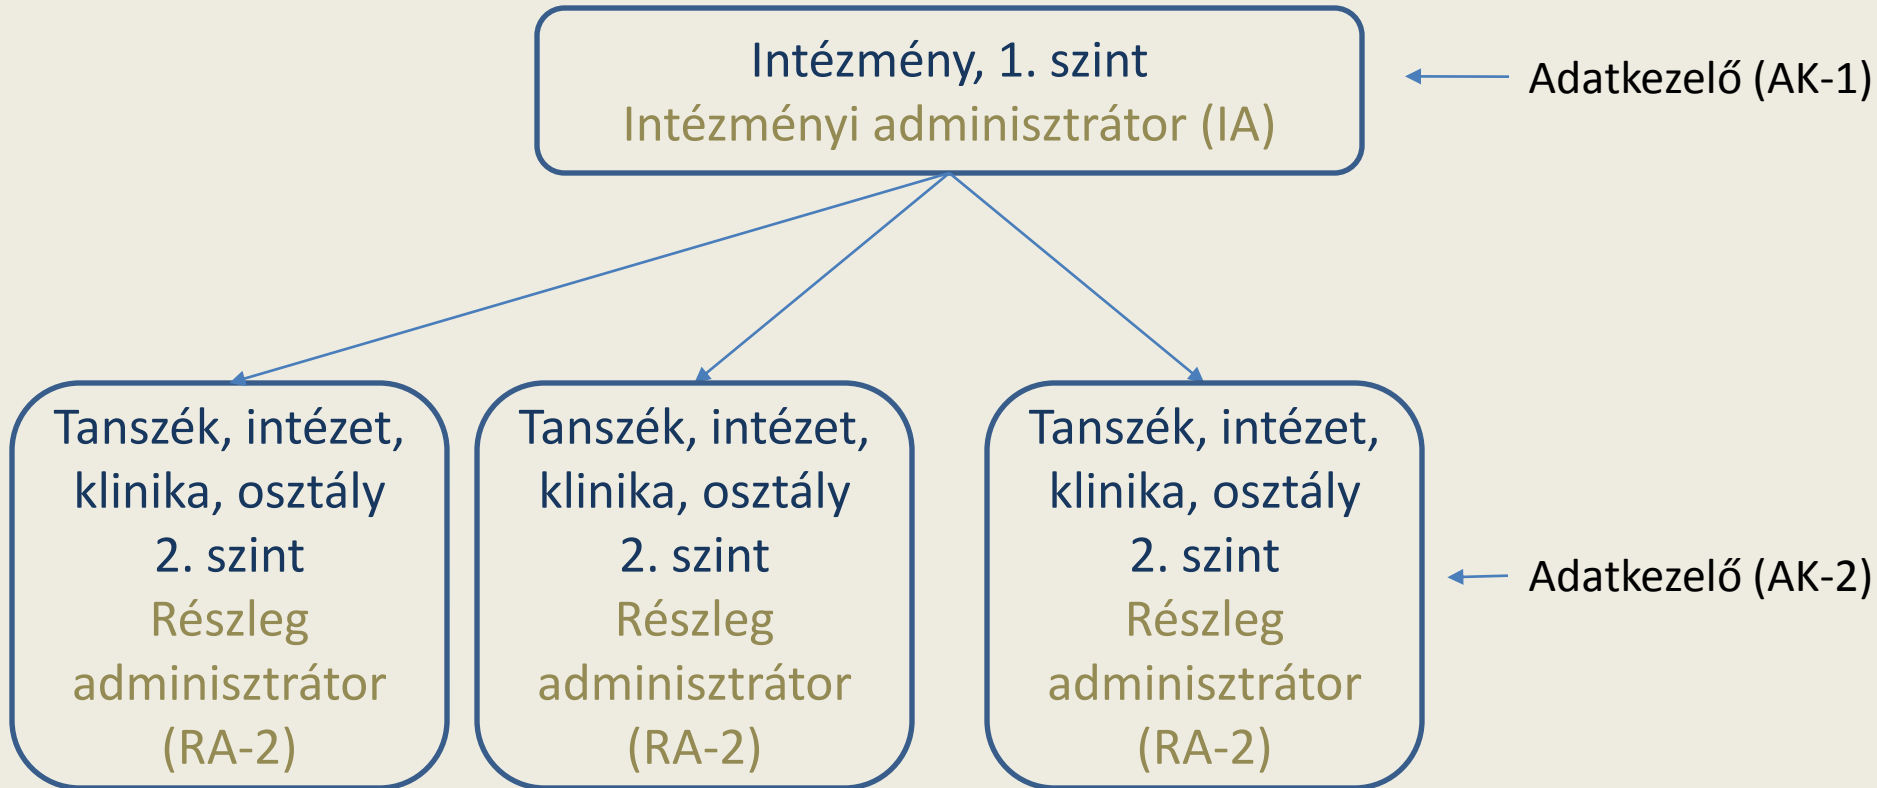 Intézmény, 1. szint
Intézményi adminisztrátor (IA)
Adatkezelő (AK-1)
Tanszék, intézet,
klinika, osztály
2. szint
Részleg
adminisztrátor
(RA-2)
Tanszék, intézet,
klinika, osztály
2. szint
Részleg
adminisztrátor
(RA-2)
Tanszék, intézet,
klinika, osztály
2. szint
Részleg
adminisztrátor
(RA-2)
Adatkezelő (AK-2)